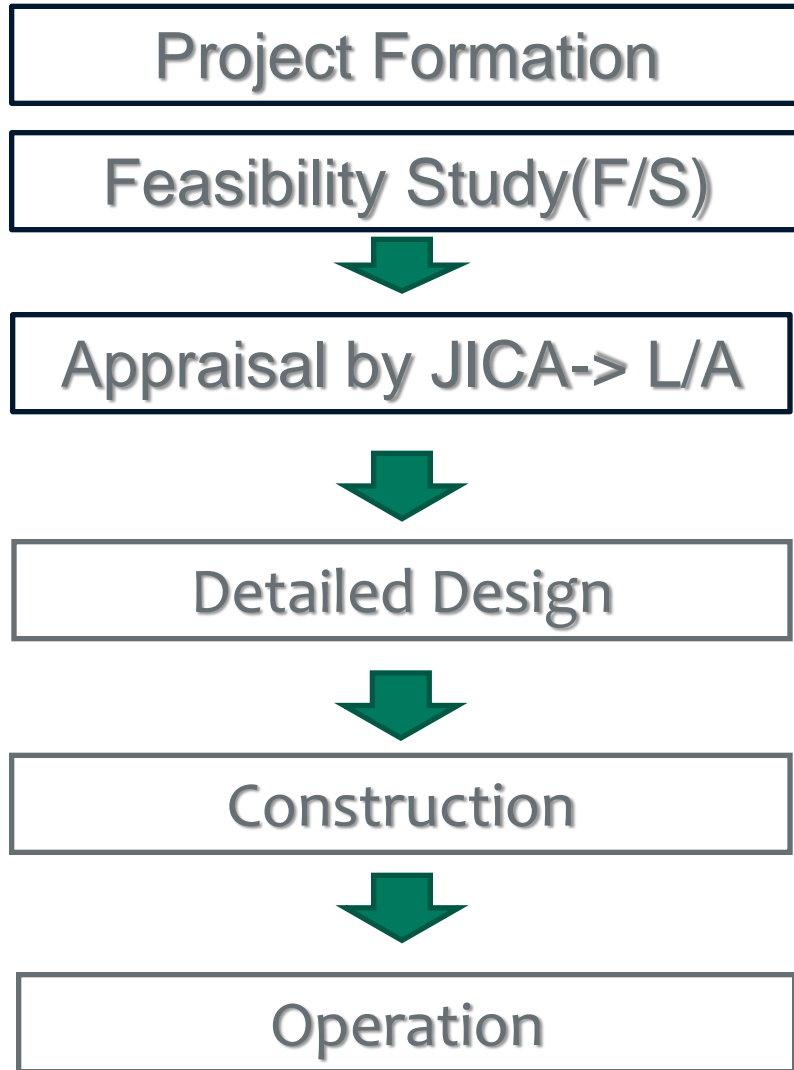 Project Formation
Feasibility Study(F/S)
Appraisal by JICA-> L/A
Detailed Design
Construction
Operation